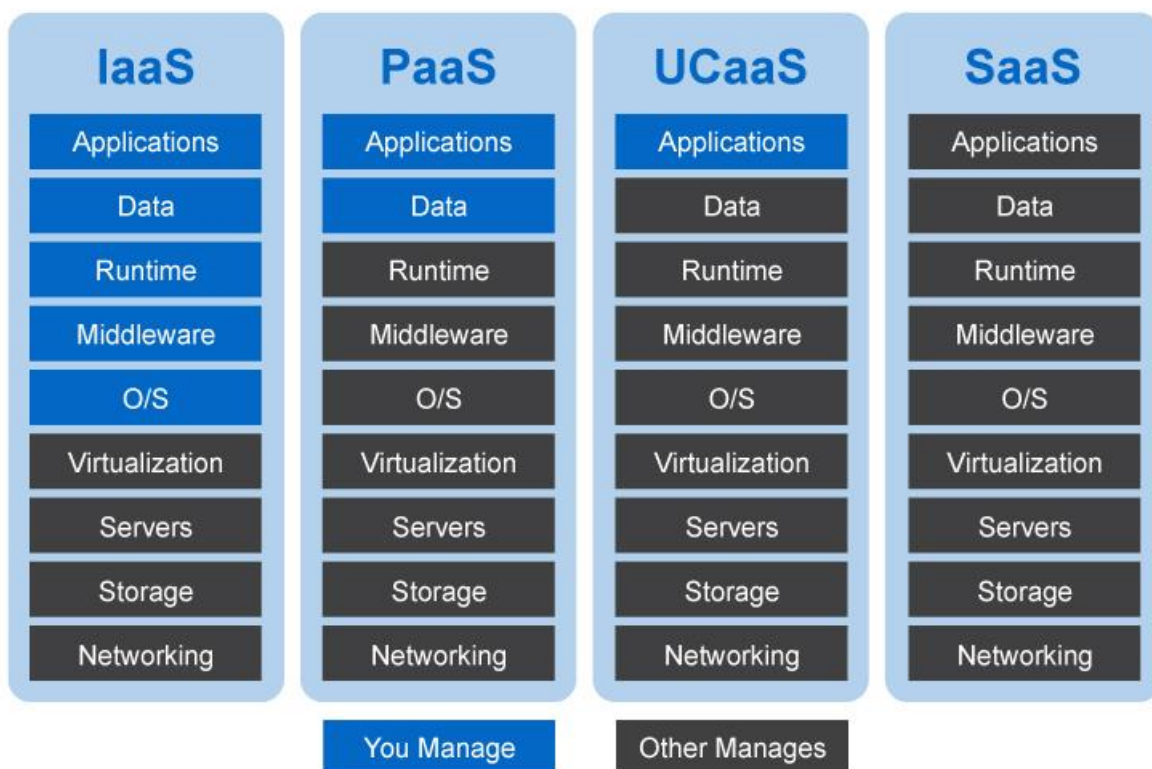 IaaS
Applications
Data
Runtime
Middleware
O/S
Virtualization
Servers
Storage
Networking
PaaS
Applications
Data
Runtime
Middleware
O/S
Virtualization
Servers
Storage
Networking
UCaaS
Applications
Data
Runtime
Middleware
O/S
Virtualization
Servers
Storage
Networking
SaaS
Applications
Data
Runtime
Middleware
O/S
Virtualization
Servers
Storage
Networking
You Manage
Other Manages